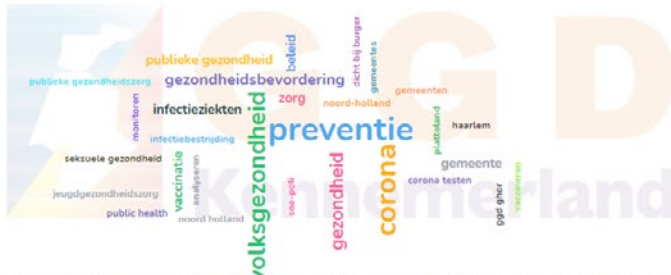 GGD
Kennemerland
dicht bij burger
beleid
gemeentes
publieke gezondheid
publieke gezondheidszorg
gezondheidsbevordering
gemeenten
zorg
noord-holland
monitoren
infectieziekten
preventie
platteland
haarlem
infectiebestrijding
volksgezondheid
seksuele gezondheid
vaccinatie
analyseren
gezondheid
corona
gemeente
corona testen
vaccineren
jeugdgezondheidszorg
soa-poli
ggd ghor
public health
noord holland